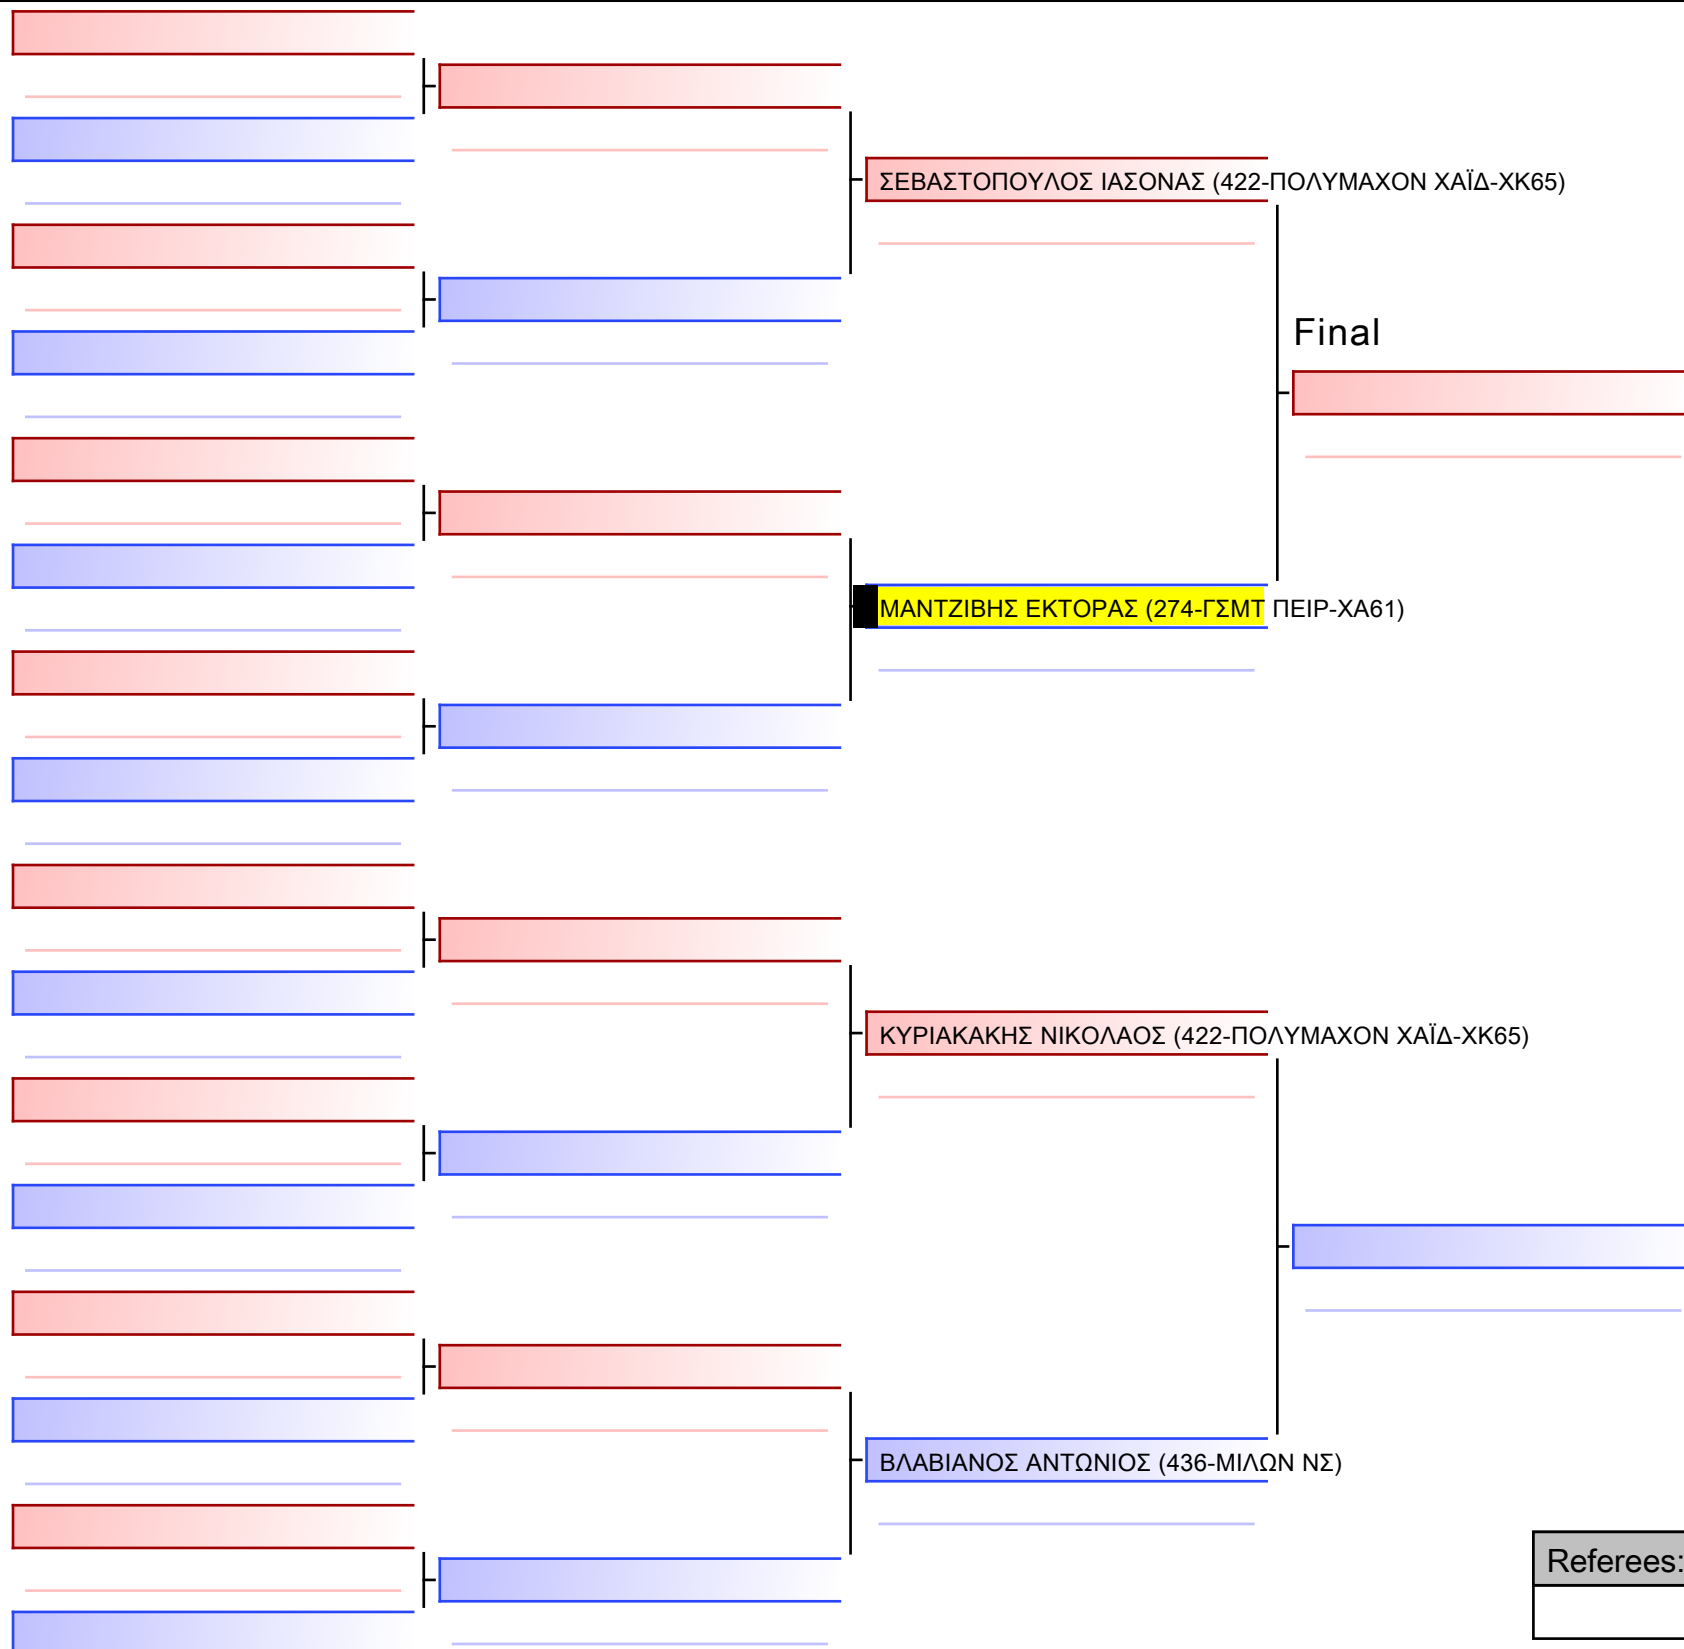 ΣΕΒΑΣΤΟΠΟΥΛΟΣ ΙΑΣΟΝΑΣ (422-ΠΟΛΥΜΑΧΟΝ ΧΑΪΔ-ΧΚ65)
Final
ΜΑΝΤΖΙΒΗΣ ΕΚΤΟΡΑΣ (274-ΓΣΜΤ ΠΕΙΡ-ΧΑ61)
ΚΥΡΙΑΚΑΚΗΣ ΝΙΚΟΛΑΟΣ (422-ΠΟΛΥΜΑΧΟΝ ΧΑΪΔ-ΧΚ65)
ΒΛΑΒΙΑΝΟΣ ΑΝΤΩΝΙΟΣ (436-ΜΙΛΩΝ ΝΣ)
Referees: